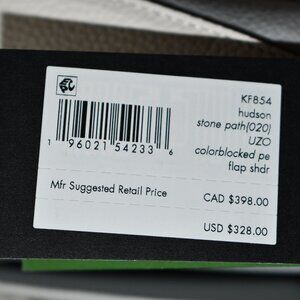 KF854
hudson
stone path(020)
UZO
colorblocked pe
flap shdr
1 96021 54233 6
Mfr Suggested Retail Price
CAD $398.00
USD $328.00